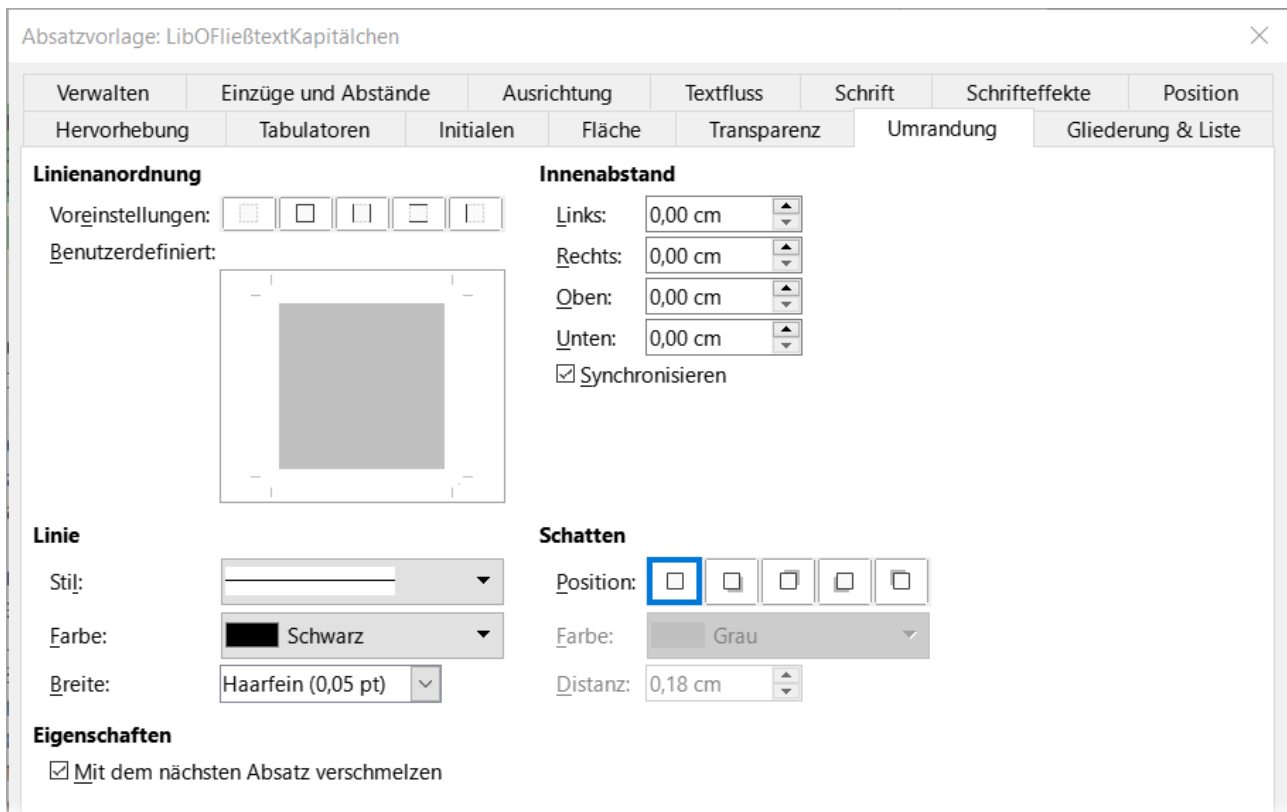 Absatzvorlage: LibOFließtextKapitälchen
Verwalten Einzüge und Abstände Ausrichtung Textfluss Schrift Schrifteffekte Position
Hervorhebung Tabulatoren Initialen Fläche Transparenz Umrandung Gliederung & Liste
Linienanordnung
Voreinstellungen:
Benutzerdefiniert:
Innenabstand
Links: 0,00 cm
Rechts: 0,00 cm
Oben: 0,00 cm
Unten: 0,00 cm
Synchronisieren
Linie
Stil:
Farbe: Schwarz
Breite: Haarfein (0,05 pt)
Schatten
Position:
Farbe: Grau
Distanz: 0,18 cm
Eigenschaften
Mit dem nächsten Absatz verschmelzen